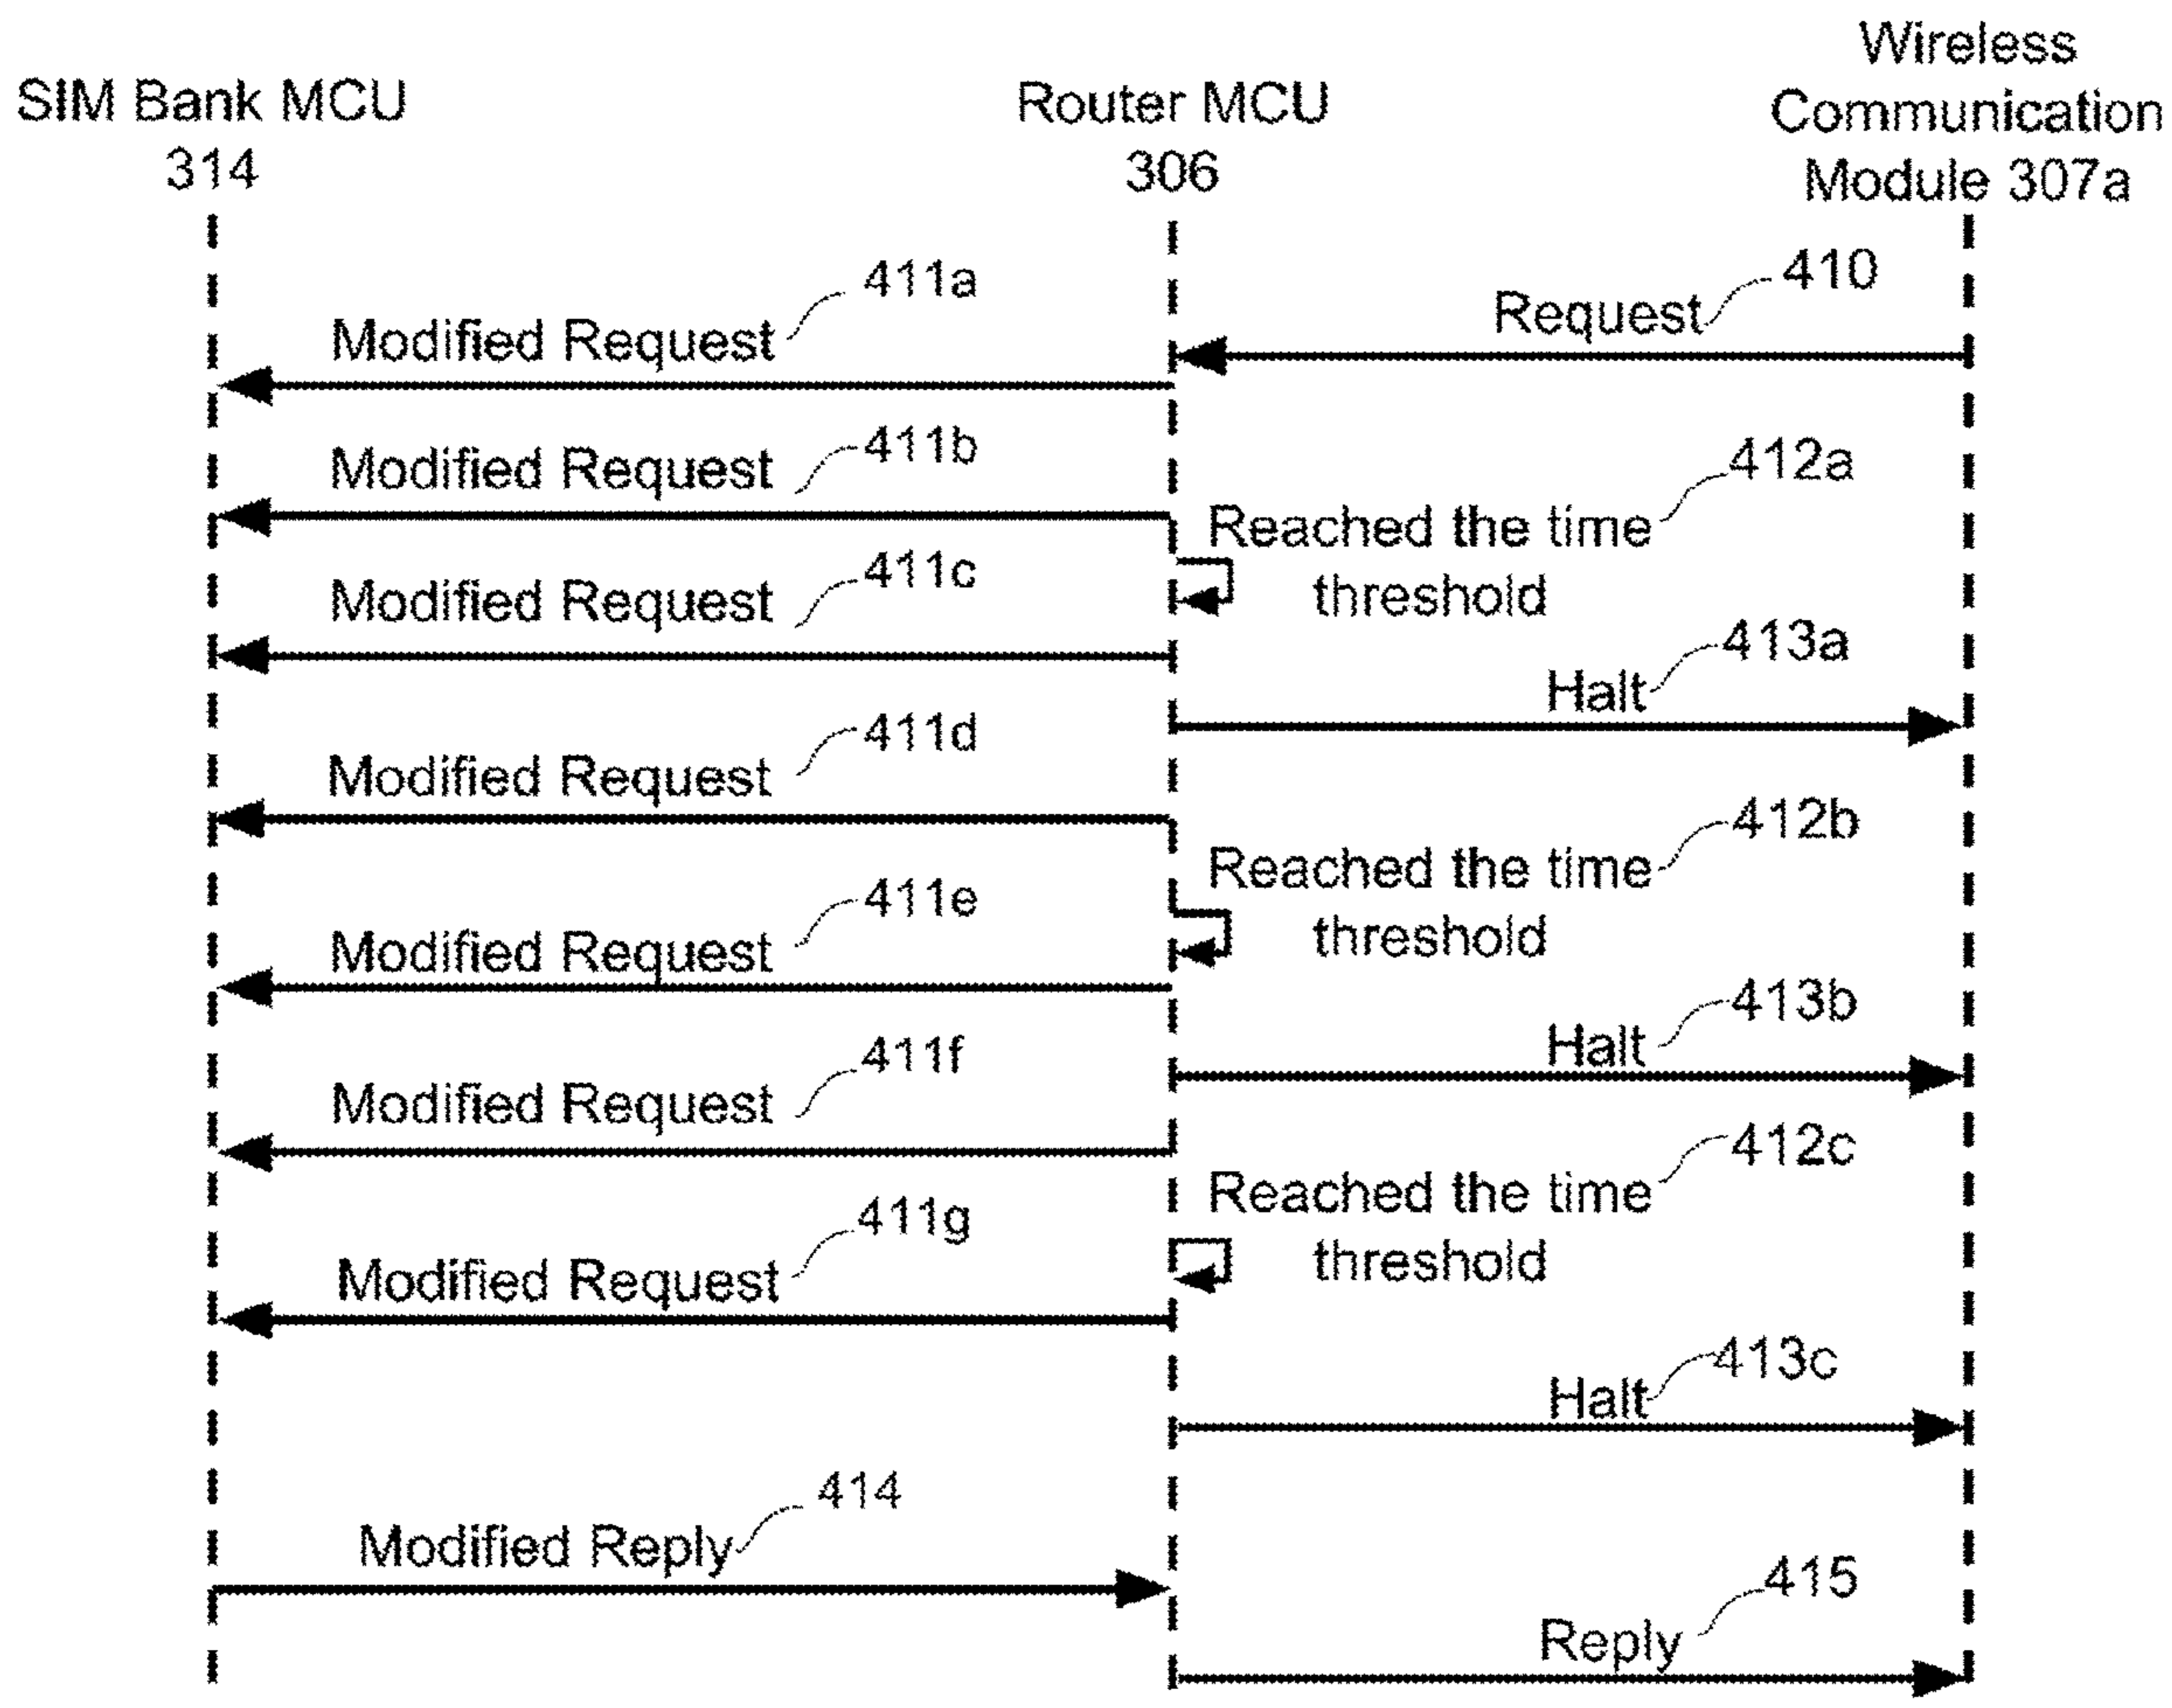 SIM Bank MCU
314
Router MCU
306
Wireless
Communication
Module 307a
410
Request
411a
Modified Request
411b
Modified Request
412a
Reached the time
threshold
411c
Modified Request
413a
Halt
411d
Modified Request
412b
Reached the time
threshold
411e
Modified Request
413b
Halt
411f
Modified Request
412c
Reached the time
threshold
411g
Modified Request
413c
Halt
414
Modified Reply
415
Reply